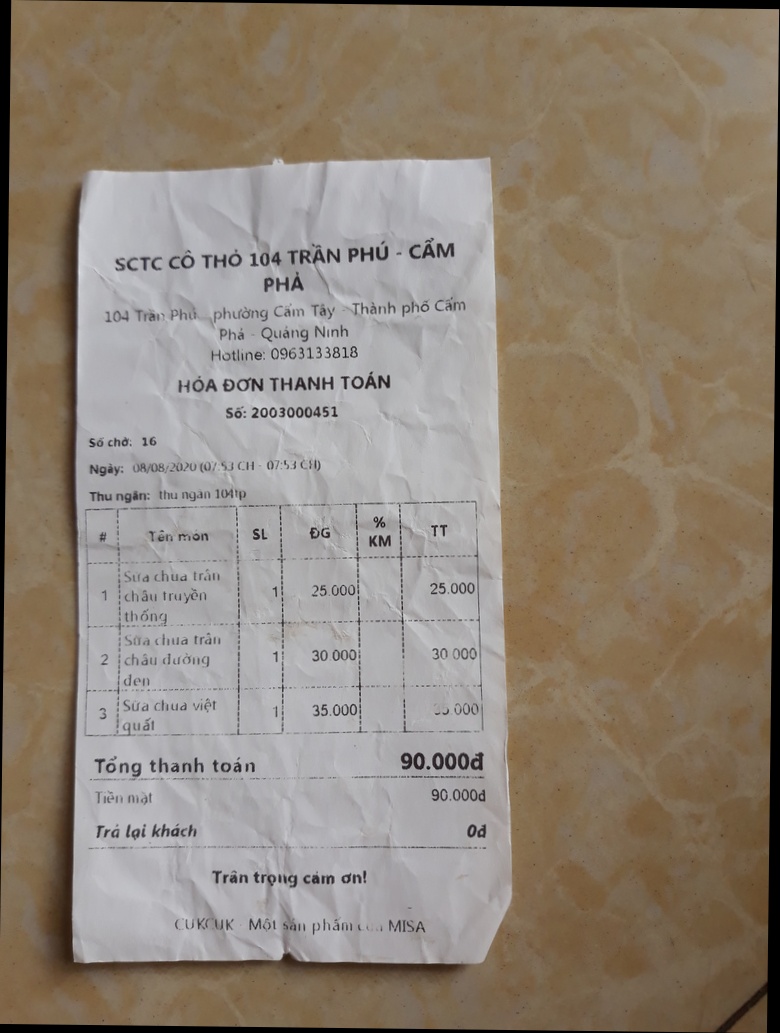 SCTC CÔ THỎ 104 TRẦN PHÚ - CẨM
PHẢ
104 Trần Phú phường Cẩm Tây - Thành phố Cẩm
Phả - Quảng Ninh
Hotline: 0963133818
HÓA ĐƠN THANH TOÁN
Số: 2003000451
Số chờ: 16
Ngày: 08/08/2020 (07:53 CH - 07:53 CH)
Thu ngân: thu ngân 104tp
# Tên món SL ĐG % KM TT
1 Sữa chua trân châu truyền thống 1 25.000 25.000
2 Sữa chua trân châu đường đen 1 30.000 30.000
3 Sữa chua việt quất 1 35.000 35.000
Tổng thanh toán 90.000đ
Tiền mặt 90.000đ
Trả lại khách 0đ
Trân trọng cảm ơn!
CUKCUK - Một sản phẩm của MISA